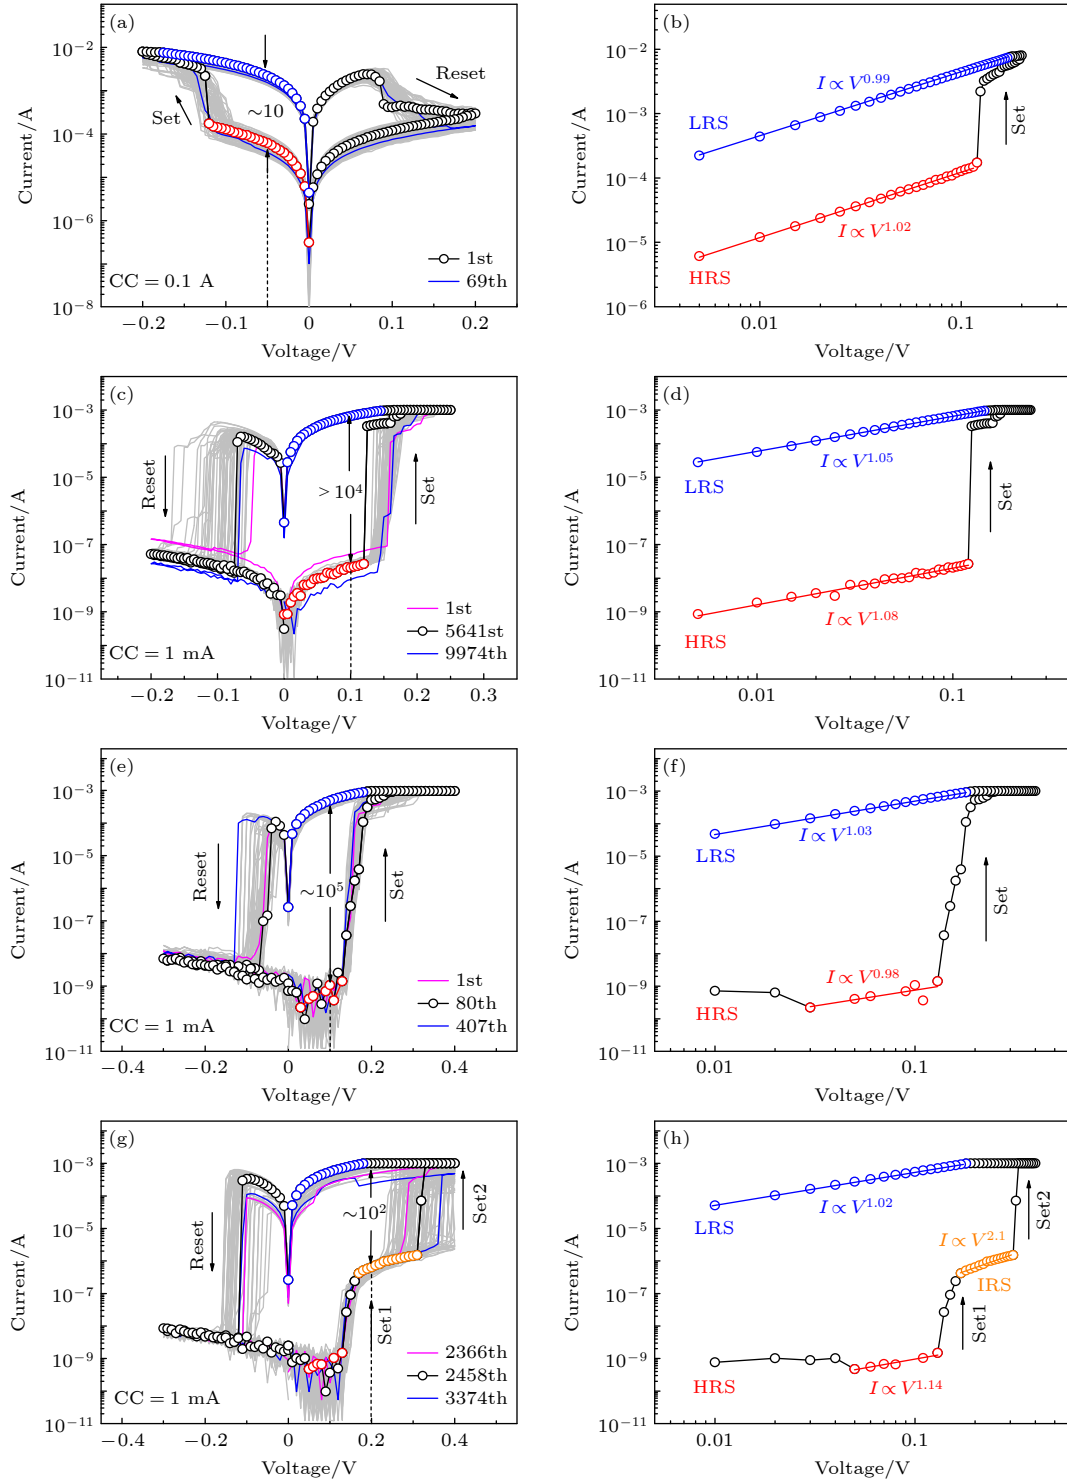 (a)
Reset
Set
~10
CC = 0.1 A
1st
69th
Current/A
10⁻²
10⁻⁴
10⁻⁶
10⁻⁸
−0.2 −0.1 0 0.1 0.2
Voltage/V
(b)
I ∝ V^0.99
LRS
Set
I ∝ V^1.02
HRS
Current/A
10⁻²
10⁻³
10⁻⁴
10⁻⁵
10⁻⁶
0.01 0.1
Voltage/V
(c)
Reset
>10⁴
Set
1st
5641st
9974th
CC = 1 mA
Current/A
10⁻³
10⁻⁵
10⁻⁷
10⁻⁹
10⁻¹¹
−0.2 −0.1 0 0.1 0.2 0.3
Voltage/V
(d)
I ∝ V^1.05
LRS
Set
I ∝ V^1.08
HRS
Current/A
10⁻³
10⁻⁵
10⁻⁷
10⁻⁹
10⁻¹¹
0.01 0.1
Voltage/V
(e)
Reset
~10⁵
Set
1st
80th
407th
CC = 1 mA
Current/A
10⁻³
10⁻⁵
10⁻⁷
10⁻⁹
10⁻¹¹
−0.4 −0.2 0 0.2 0.4
Voltage/V
(f)
I ∝ V^1.03
LRS
Set
I ∝ V^0.98
HRS
Current/A
10⁻³
10⁻⁵
10⁻⁷
10⁻⁹
10⁻¹¹
0.01 0.1
Voltage/V
(g)
Reset
~10²
Set2
Set1
2366th
2458th
3374th
CC = 1 mA
Current/A
10⁻³
10⁻⁵
10⁻⁷
10⁻⁹
10⁻¹¹
−0.4 −0.2 0 0.2 0.4
Voltage/V
(h)
I ∝ V^1.02
LRS
Set2
I ∝ V^2.1
IRS
Set1
I ∝ V^1.14
HRS
Current/A
10⁻³
10⁻⁵
10⁻⁷
10⁻⁹
10⁻¹¹
0.01 0.1
Voltage/V